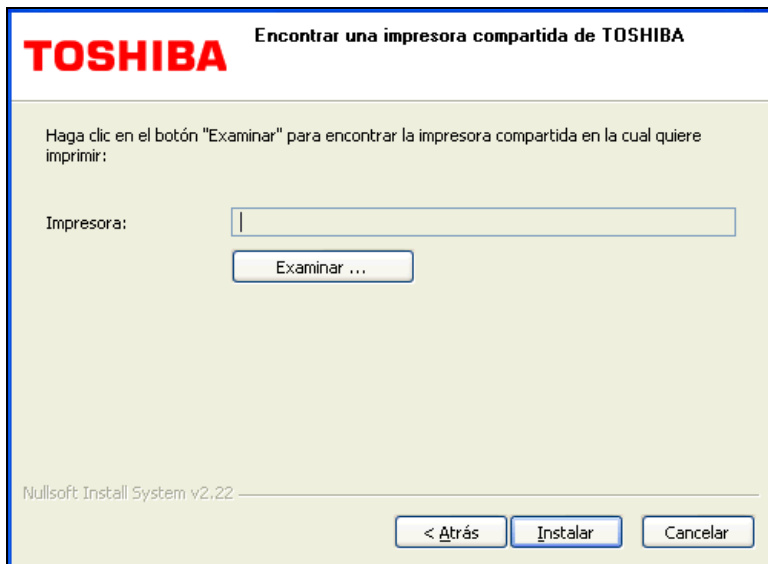 TOSHIBA
Encontrar una impresora compartida de TOSHIBA
Haga clic en el botón "Examinar" para encontrar la impresora compartida en la cual quiere
imprimir:
Impresora:
Examinar ...
Nullsoft Install System v2.22
< Atrás
Instalar
Cancelar